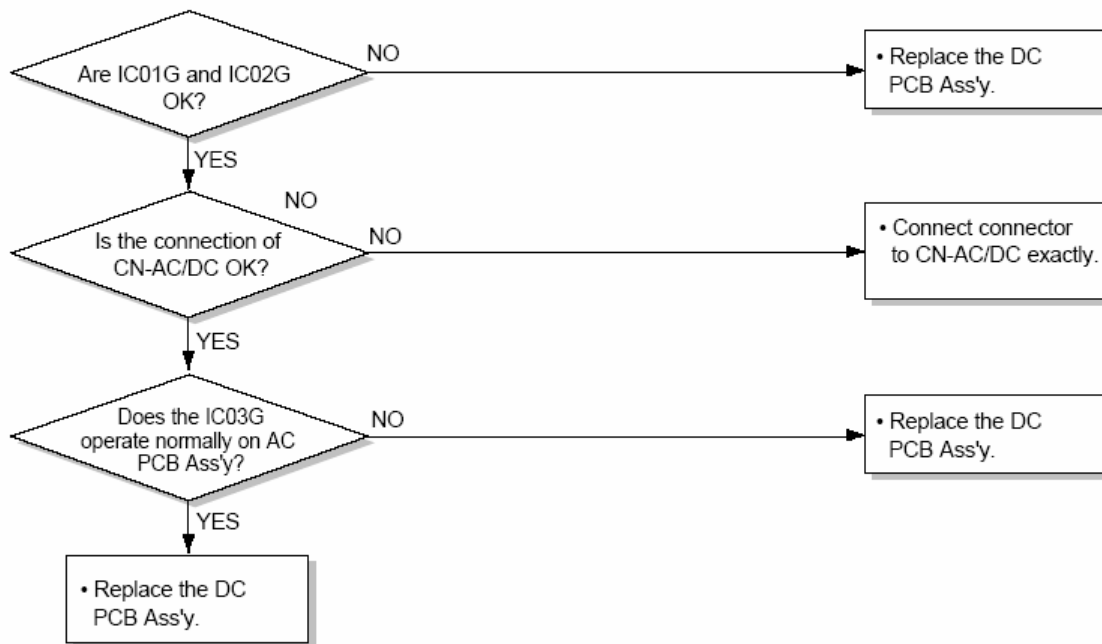 NO
Are IC01G and IC02G
OK?
• Replace the DC
PCB Ass'y.
YES
NO
Is the connection of
CN-AC/DC OK?
NO
• Connect connector
to CN-AC/DC exactly.
YES
Does the IC03G
operate normally on AC
PCB Ass'y?
NO
• Replace the DC
PCB Ass'y.
YES
• Replace the DC
PCB Ass'y.